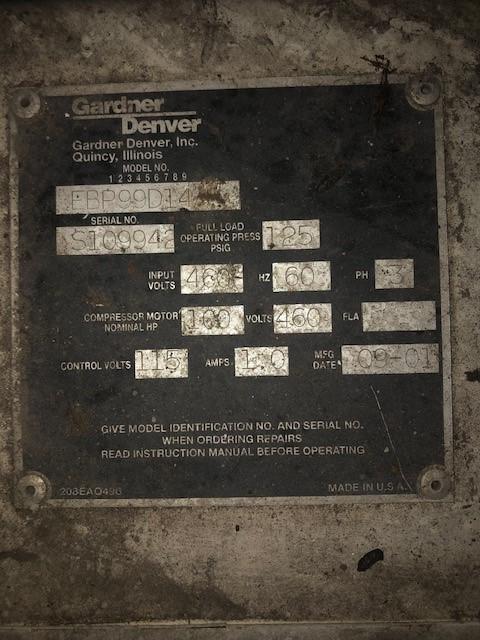 Gardner
Denver
Gardner Denver, Inc.
Quincy, Illinois
MODEL NO.
1 2 3 4 5 6 7 8 9
EBP99D14
SERIAL NO.
S10994
FULL LOAD
OPERATING PRESS
PSIG
125
INPUT
VOLTS
460
HZ
60
PH
3
COMPRESSOR MOTOR
NOMINAL HP
100
VOLTS
460
FLA
CONTROL VOLTS
115
AMPS
1.0
MFG
DATE
09-01
GIVE MODEL IDENTIFICATION NO. AND SERIAL NO.
WHEN ORDERING REPAIRS
READ INSTRUCTION MANUAL BEFORE OPERATING
203EAO496
MADE IN U.S.A.